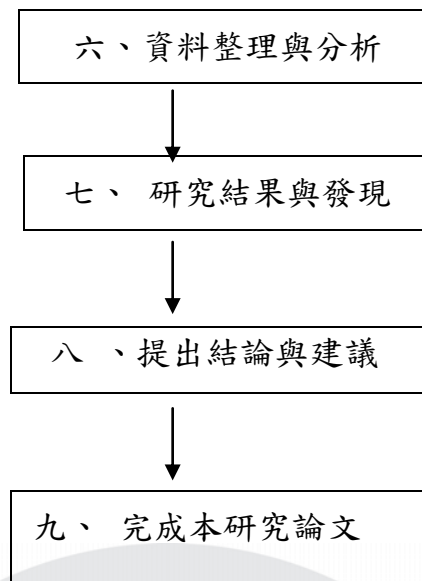 六、資料整理與分析
七、 研究結果與發現
八 、提出結論與建議
九、 完成本研究論文